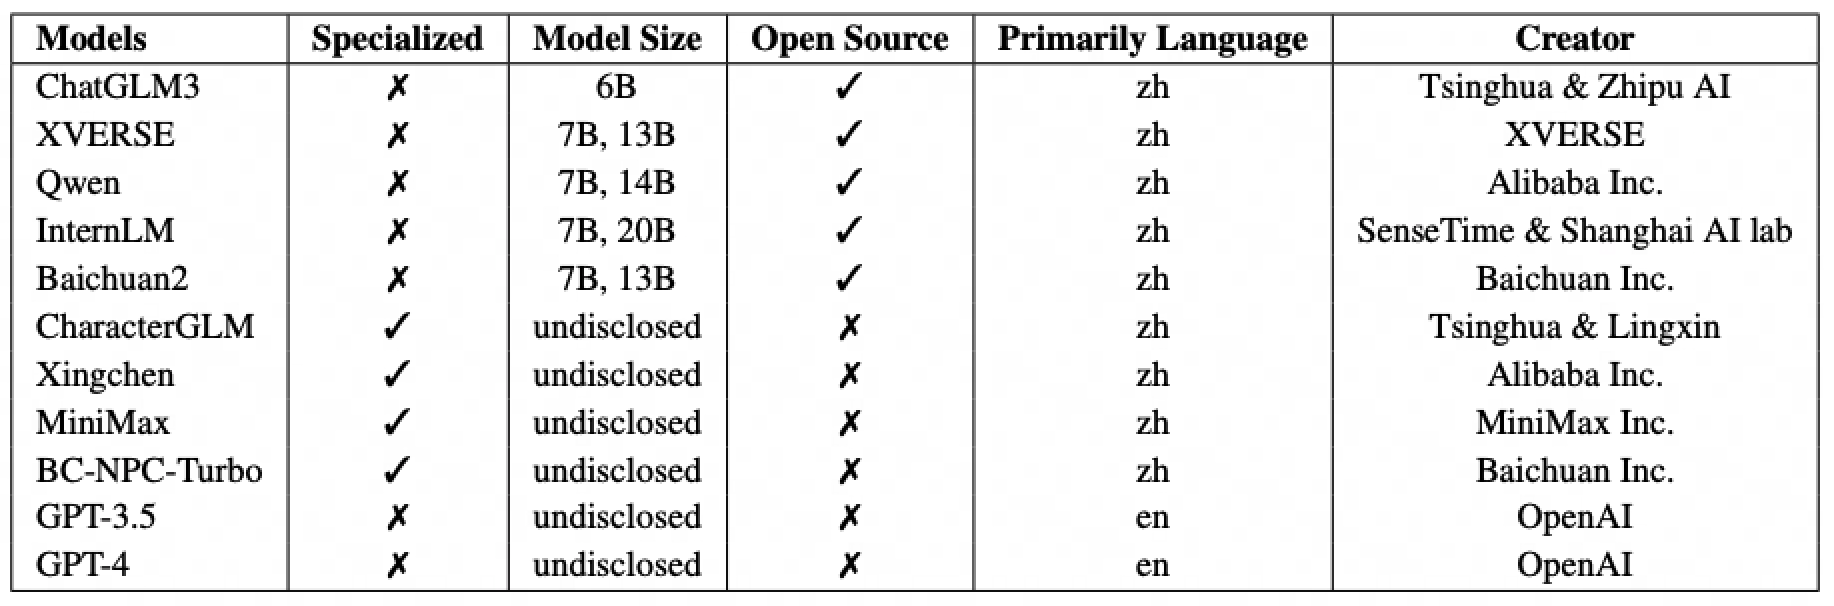 Models Specialized Model Size Open Source Primarily Language Creator
ChatGLM3 ✗ 6B ✓ zh Tsinghua & Zhipu AI
XVERSE ✗ 7B, 13B ✓ zh XVERSE
Qwen ✗ 7B, 14B ✓ zh Alibaba Inc.
InternLM ✗ 7B, 20B ✓ zh SenseTime & Shanghai AI lab
Baichuan2 ✗ 7B, 13B ✓ zh Baichuan Inc.
CharacterGLM ✓ undisclosed ✗ zh Tsinghua & Lingxin
Xingchen ✓ undisclosed ✗ zh Alibaba Inc.
MiniMax ✓ undisclosed ✗ zh MiniMax Inc.
BC-NPC-Turbo ✓ undisclosed ✗ zh Baichuan Inc.
GPT-3.5 ✗ undisclosed ✗ en OpenAI
GPT-4 ✗ undisclosed ✗ en OpenAI